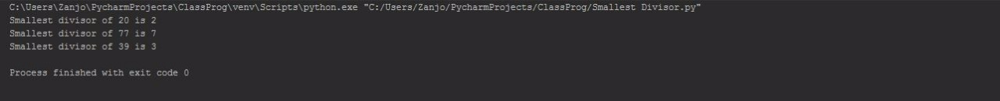 C:\Users\Zanjo\PycharmProjects\ClassProg\venv\Scripts\python.exe "C:/Users/Zanjo/PycharmProjects/ClassProg/Smallest Divisor.py"
Smallest divisor of 20 is 2
Smallest divisor of 77 is 7
Smallest divisor of 39 is 3
Process finished with exit code 0